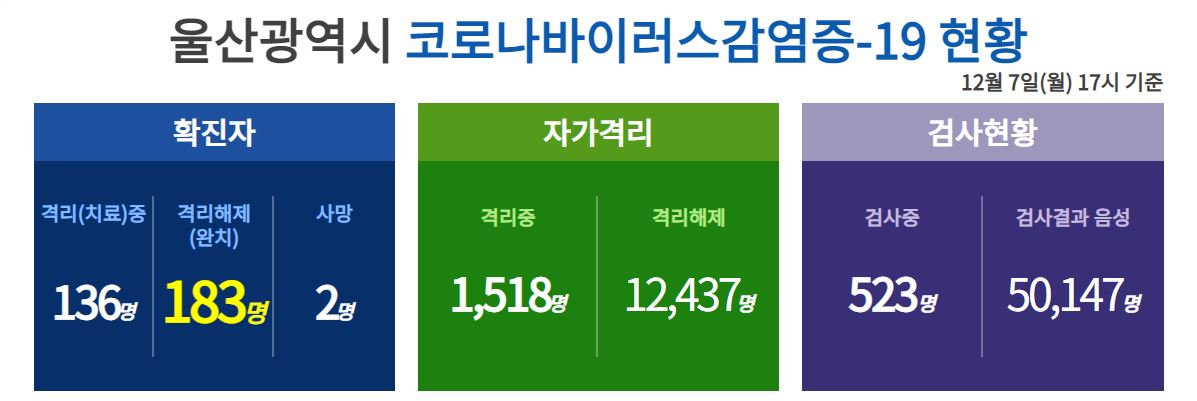 울산광역시 코로나바이러스감염증-19 현황
12월 7일(월) 17시 기준
확진자
격리(치료)중
136명
격리해제
(완치)
183명
사망
2명
자가격리
격리중
1,518명
격리해제
12,437명
검사현황
검사중
523명
검사결과 음성
50,147명